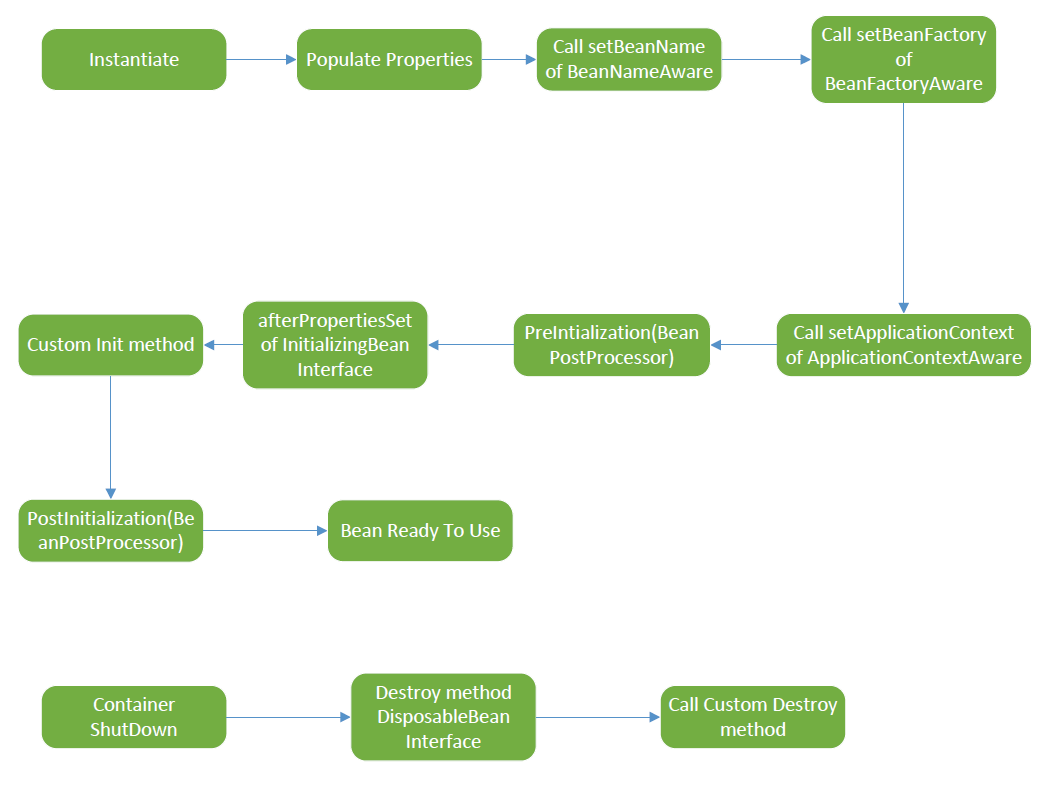 Instantiate
Populate Properties
Call setBeanName
of BeanNameAware
Call setBeanFactory
of
BeanFactoryAware
Custom Init method
afterPropertiesSet
of InitializingBean
Interface
PreIntialization(Bean
PostProcessor)
Call setApplicationContext
of ApplicationContextAware
PostInitialization(Be
anPostProcessor)
Bean Ready To Use
Container
ShutDown
Destroy method
DisposableBean
Interface
Call Custom Destroy
method